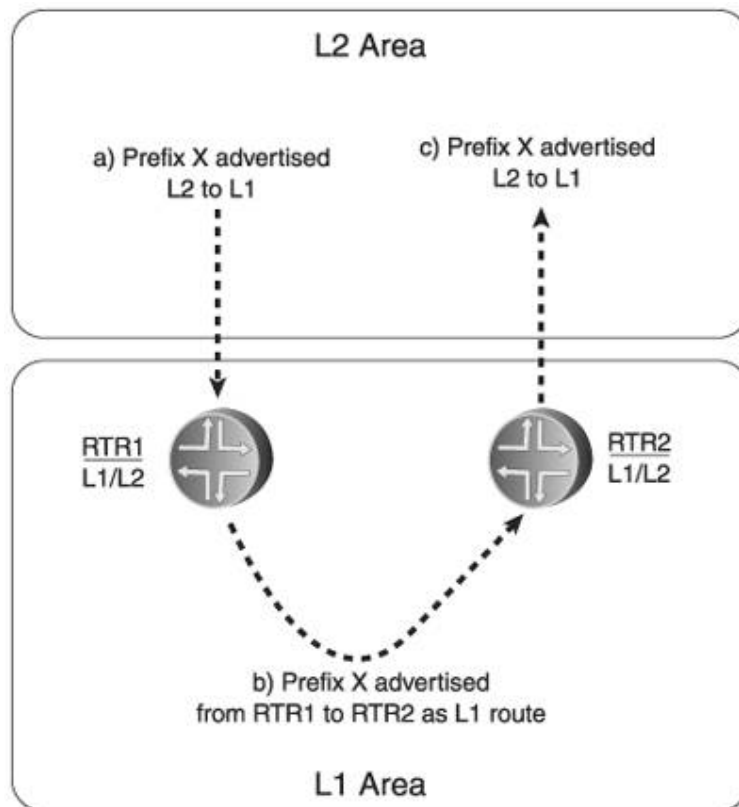 L2 Area
a) Prefix X advertised
L2 to L1
c) Prefix X advertised
L2 to L1
RTR1
L1/L2
RTR2
L1/L2
b) Prefix X advertised
from RTR1 to RTR2 as L1 route
L1 Area